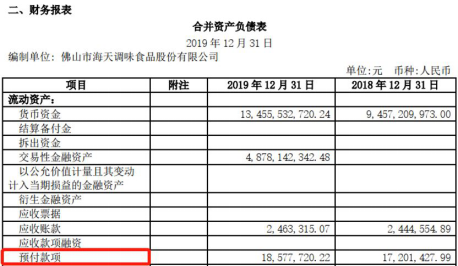 二、财务报表
合并资产负债表
2019 年 12 月 31 日
编制单位：佛山市海天调味食品股份有限公司
单位:元 币种:人民币
项目 附注 2019 年 12 月 31 日 2018 年 12 月 31 日
流动资产：
货币资金 13,455,532,720.24 9,457,209,973.00
结算备付金
拆出资金
交易性金融资产 4,878,142,342.48
以公允价值计量且其变动
计入当期损益的金融资产
衍生金融资产
应收票据
应收账款 2,463,315.07 2,444,554.89
应收款项融资
预付款项 18,577,720.22 17,201,427.99